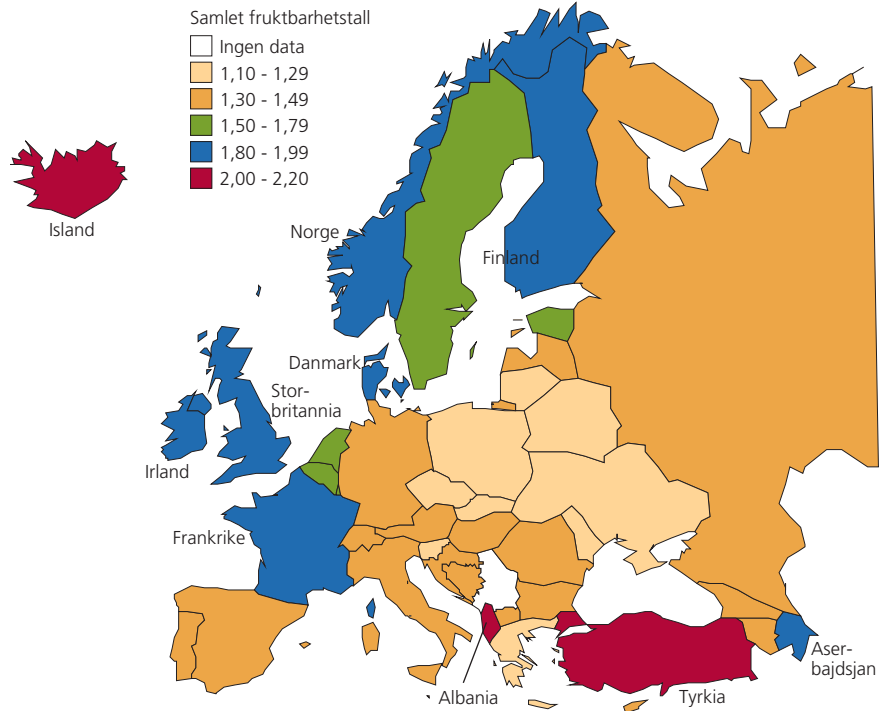 Samlet fruktbarhetstall
Ingen data
1,10 - 1,29
1,30 - 1,49
1,50 - 1,79
1,80 - 1,99
2,00 - 2,20
Island
Norge
Finland
Danmark
Stor-
britannia
Irland
Frankrike
Albania
Tyrkia
Aser-
bajdsjan